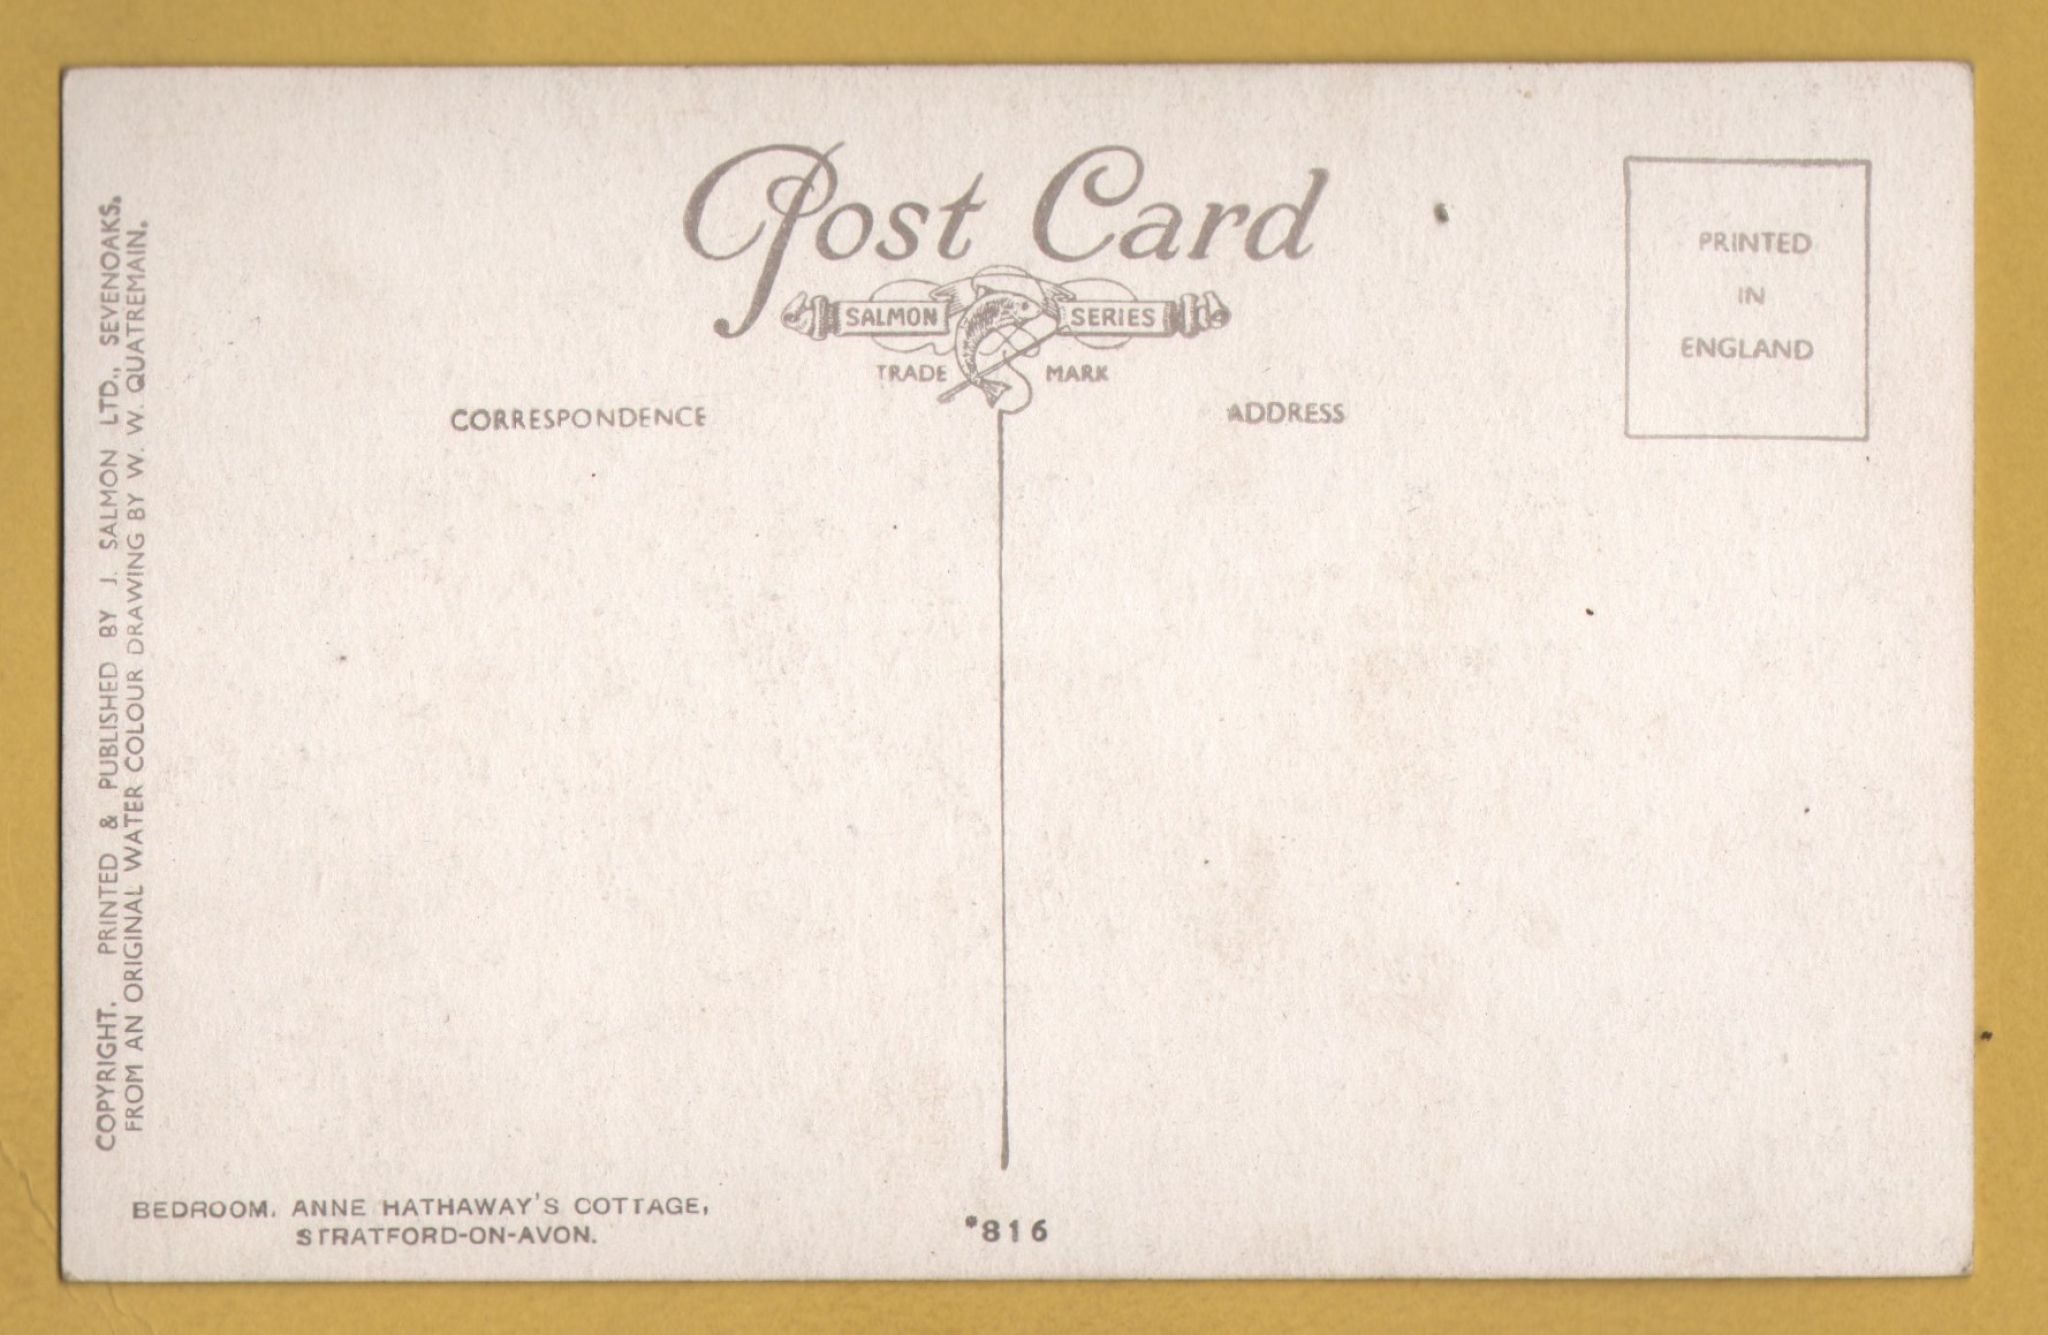 Post Card
SALMON SERIES
TRADE MARK
CORRESPONDENCE
ADDRESS
PRINTED
IN
ENGLAND
COPYRIGHT. PRINTED & PUBLISHED BY J. SALMON LTD., SEVENOAKS.
FROM AN ORIGINAL WATER COLOUR DRAWING BY W. W. QUATREMAIN.
BEDROOM. ANNE HATHAWAY'S COTTAGE,
STRATFORD-ON-AVON.
*816